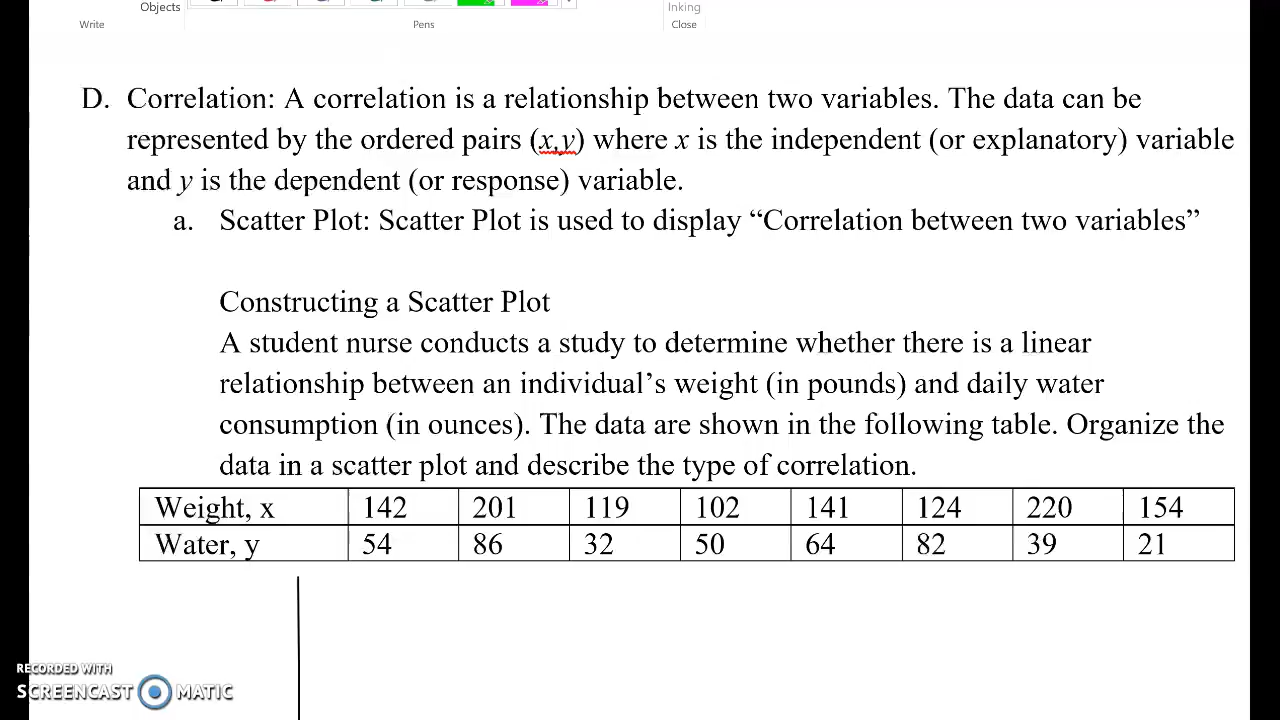 Objects
Inking
Write
Pens
Close
D. Correlation: A correlation is a relationship between two variables. The data can be
represented by the ordered pairs (x,y) where x is the independent (or explanatory) variable
and y is the dependent (or response) variable.
a. Scatter Plot: Scatter Plot is used to display “Correlation between two variables”
Constructing a Scatter Plot
A student nurse conducts a study to determine whether there is a linear
relationship between an individual’s weight (in pounds) and daily water
consumption (in ounces). The data are shown in the following table. Organize the
data in a scatter plot and describe the type of correlation.
Weight, x 142 201 119 102 141 124 220 154
Water, y 54 86 32 50 64 82 39 21
RECORDED WITH
SCREENCAST MATIC